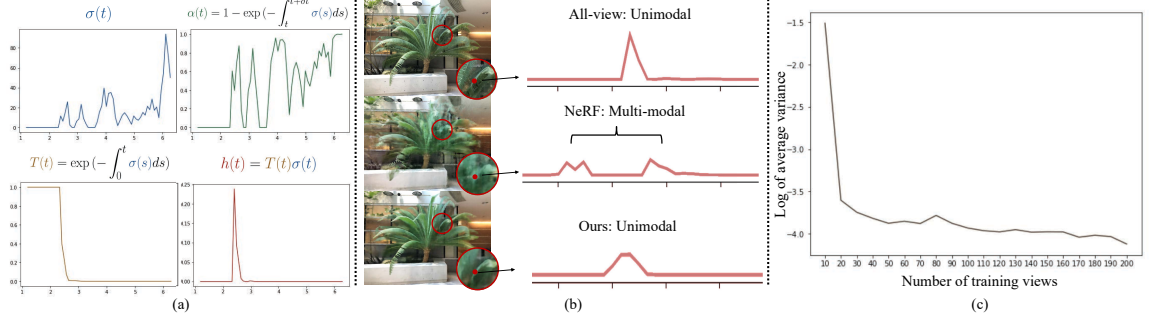 σ(t)
α(t) = 1 − exp(−∫_t^{t+δt} σ(s)ds)
80
60
40
20
0
1 2 3 4 5 6
1.0
0.8
0.6
0.4
0.2
0.0
1 2 3 4 5 6
T(t) = exp(−∫_0^t σ(s)ds)
h(t) = T(t)σ(t)
1.0
0.8
0.6
0.4
0.2
0.0
1 2 3 4 5 6
1.00
1 2 3 4 5 6
(a)
All-view: Unimodal
NeRF: Multi-modal
Ours: Unimodal
(b)
Log of average variance
−1.5
−2.0
−2.5
−3.0
−3.5
−4.0
10 20 30 40 50 60 70 80 90 100 110 120 130 140 150 160 170 180 190 200
Number of training views
(c)